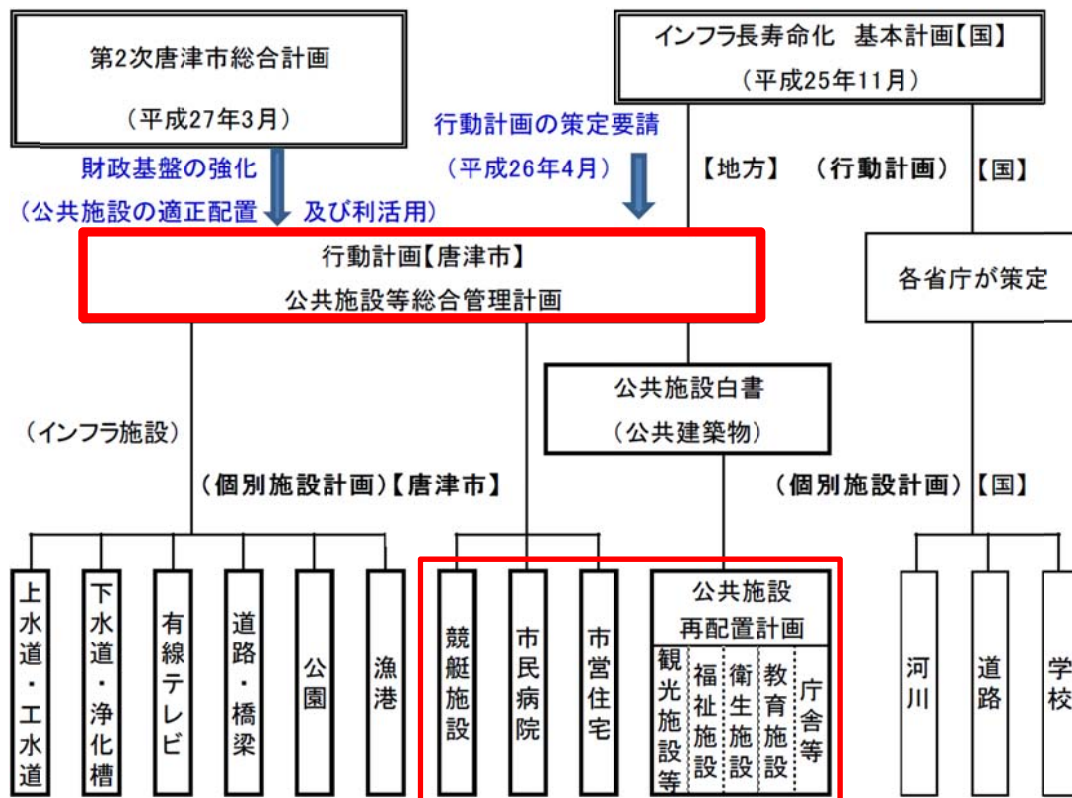 第2次唐津市総合計画
(平成27年3月)
インフラ長寿命化 基本計画【国】
(平成25年11月)
財政基盤の強化
(公共施設の適正配置 及び利活用)
行動計画の策定要請
(平成26年4月)
【地方】 (行動計画) 【国】
行動計画【唐津市】
公共施設等総合管理計画
各省庁が策定
公共施設白書
(公共建築物)
(インフラ施設)
(個別施設計画)【唐津市】
(個別施設計画)【国】
上水道・工水道
下水道・浄化槽
有線テレビ
道路・橋梁
公園
漁港
競艇施設
市民病院
市営住宅
公共施設
再配置計画
観光施設等
福祉施設
衛生施設
教育施設
庁舎等
河川
道路
学校